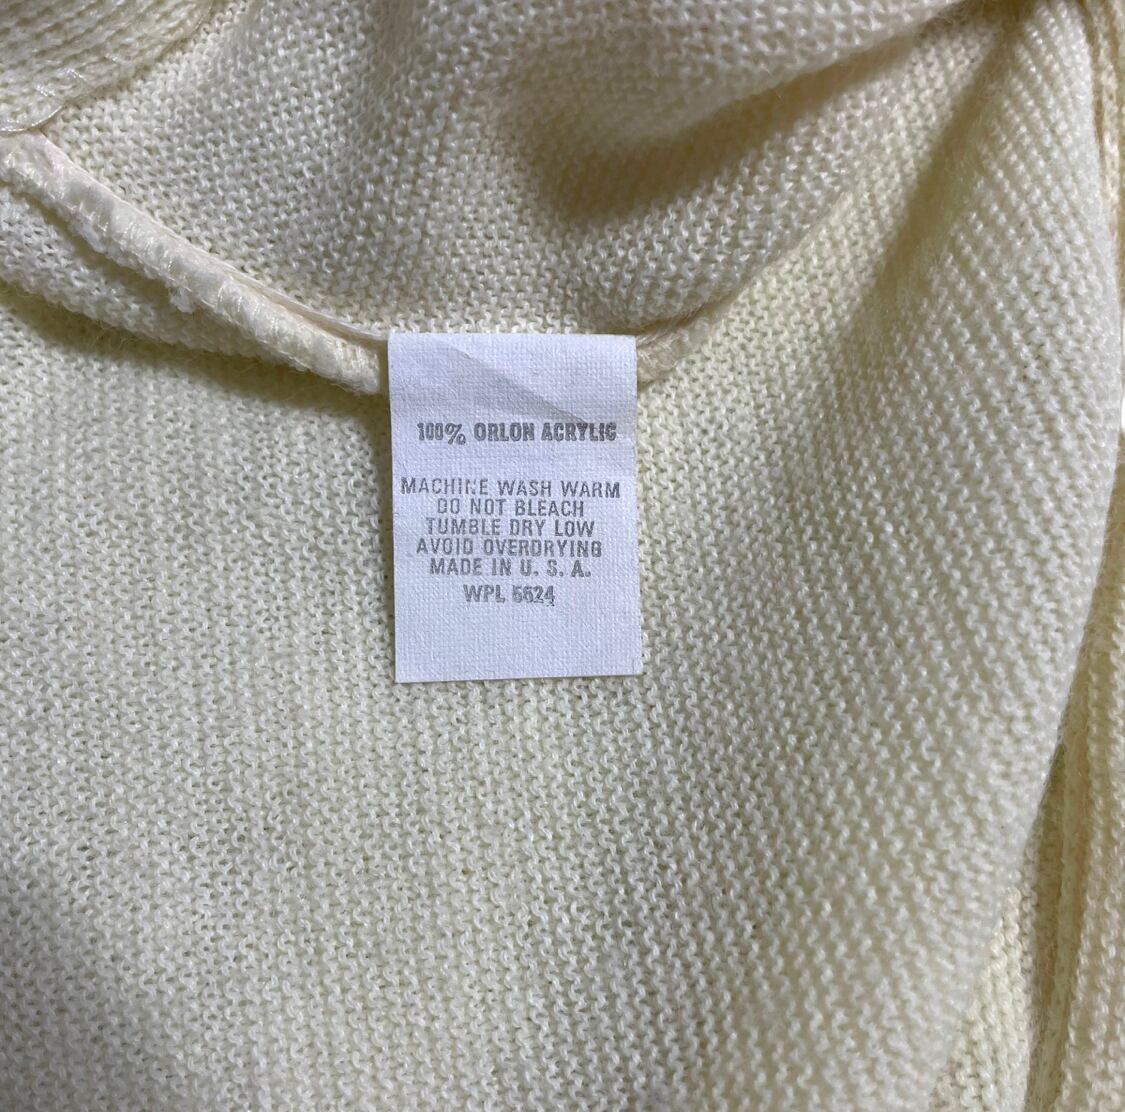 100% ORLON ACRYLIC
MACHINE WASH WARM
DO NOT BLEACH
TUMBLE DRY LOW
AVOID OVERDRYING
MADE IN U. S. A.
WPL 5624